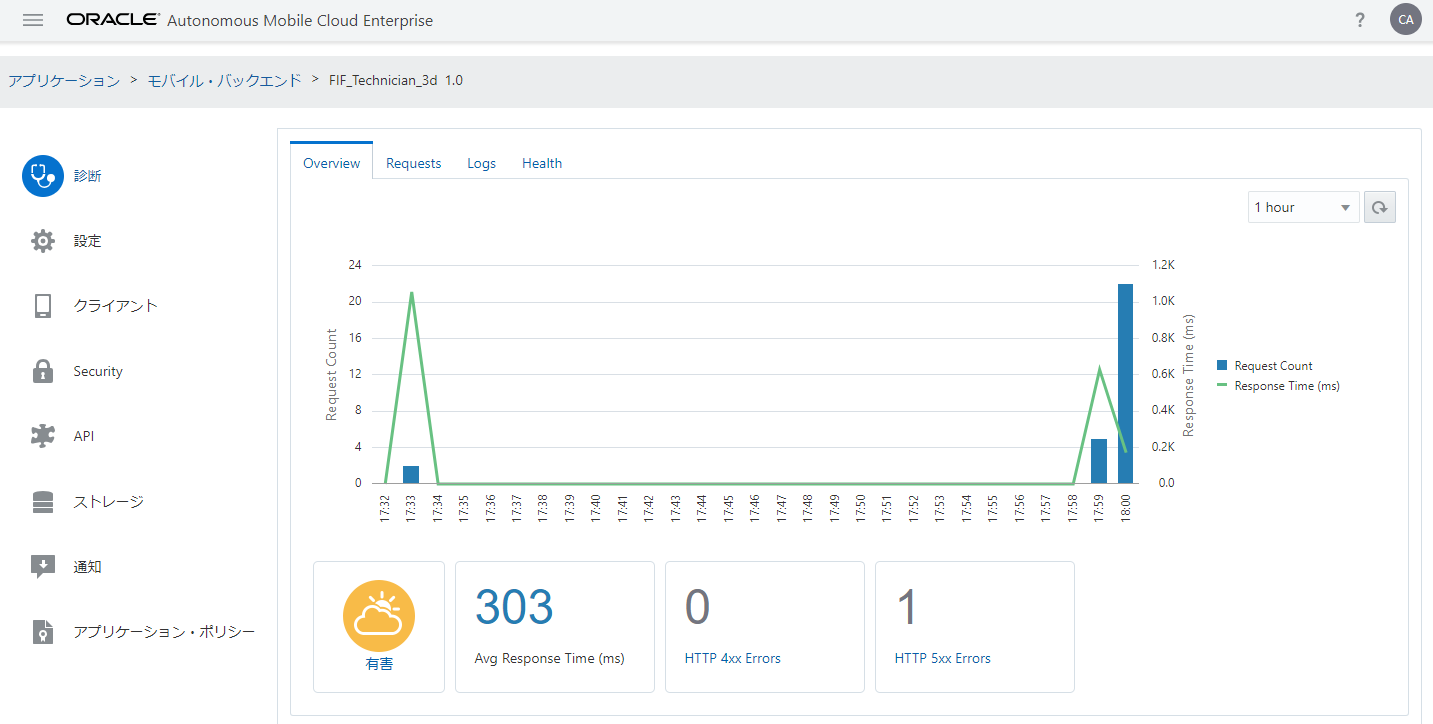 ORACLE® Autonomous Mobile Cloud Enterprise
?
CA
アプリケーション > モバイル・バックエンド > FIF_Technician_3d 1.0
診断
設定
クライアント
Security
API
ストレージ
通知
アプリケーション・ポリシー
Overview Requests Logs Health
1 hour
24
20
16
12
8
4
0
Request Count
1.2K
1.0K
0.8K
0.6K
0.4K
0.2K
0.0
Response Time (ms)
17:32 17:33 17:34 17:35 17:36 17:37 17:38 17:39 17:40 17:41 17:42 17:43 17:44 17:45 17:46 17:47 17:48 17:49 17:50 17:51 17:52 17:53 17:54 17:55 17:56 17:57 17:58 17:59 18:00
Request Count
Response Time (ms)
有害
303
Avg Response Time (ms)
0
HTTP 4xx Errors
1
HTTP 5xx Errors